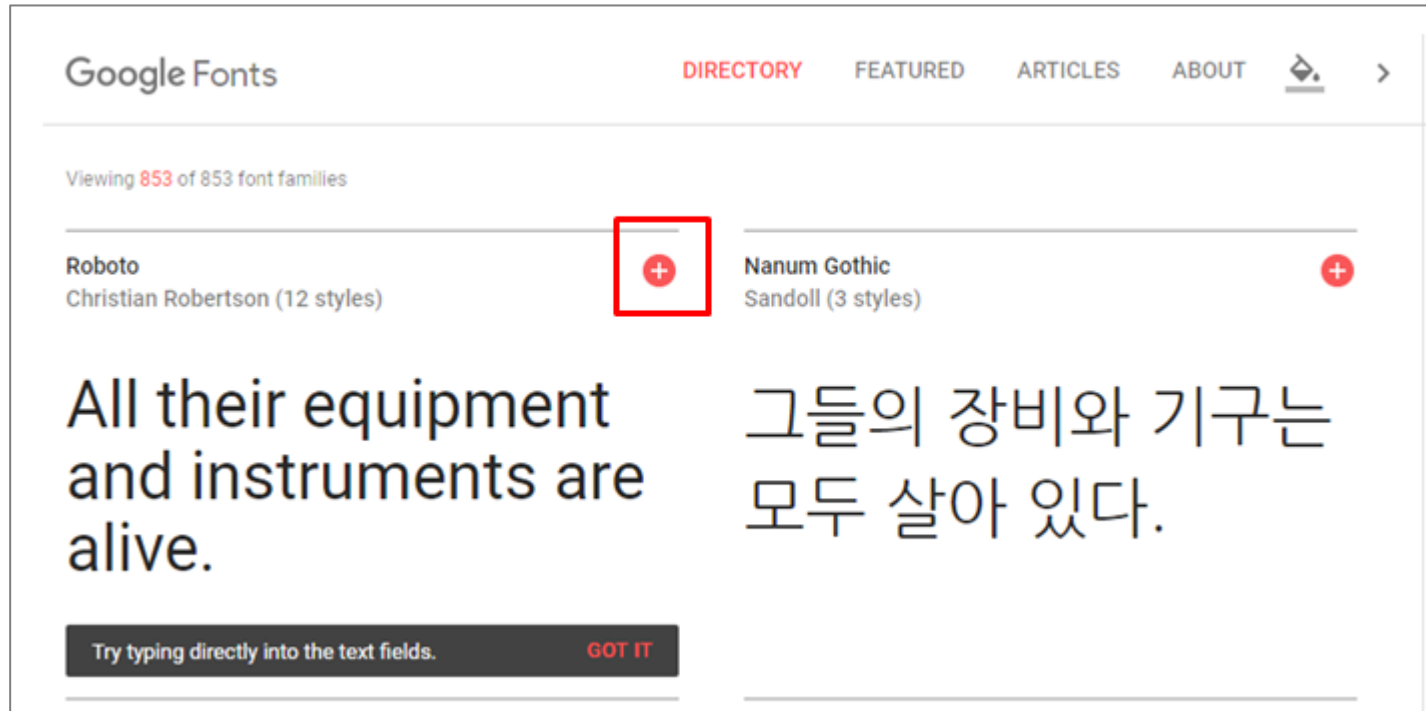 Google Fonts
DIRECTORY
FEATURED
ARTICLES
ABOUT
Viewing 853 of 853 font families
Roboto
Christian Robertson (12 styles)
All their equipment
and instruments are
alive.
Try typing directly into the text fields.
GOT IT
Nanum Gothic
Sandoll (3 styles)
그들의 장비와 기구는
모두 살아 있다.